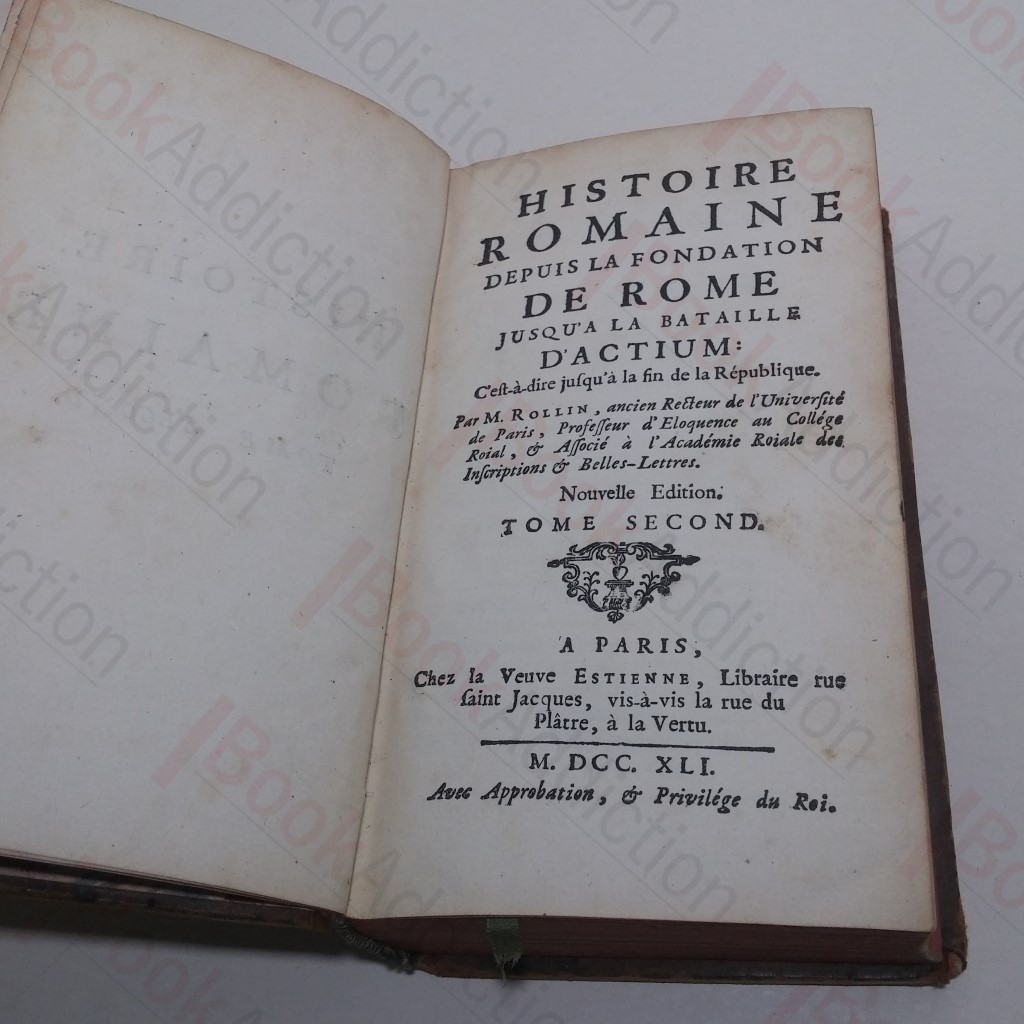 HISTOIRE
ROMAINE
DEPUIS LA FONDATION
DE ROME
JUSQU'A LA BATAILLE
D'ACTIUM:
C'est-à-dire juſqu'à la fin de la République.
Par M. ROLLIN, ancien Recteur de l'Université
de Paris, Profeſſeur d'Eloquence au Collége
Roial, & Aſſocié à l'Académie Roiale des
Inſcriptions & Belles-Lettres.
Nouvelle Edition.
TOME SECOND.
A PARIS,
Chez la Veuve ESTIENNE, Libraire rue
ſaint Jacques, vis-à-vis la rue du
Plâtre, à la Vertu.
M. DCC. XLI.
Avec Approbation, & Privilége du Roi.
BookAddiction